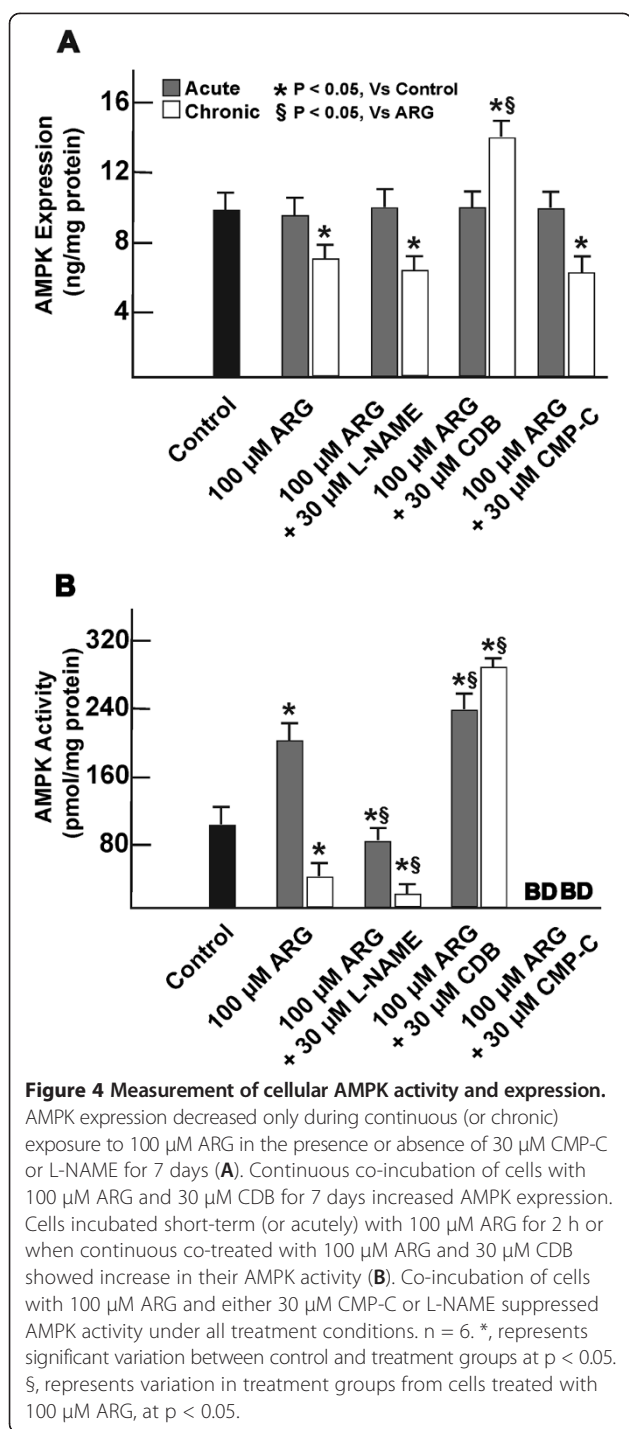 A
Acute * P < 0.05, Vs Control
Chronic § P < 0.05, Vs ARG
AMPK Expression
(ng/mg protein)
16
12
8
4
*
*
*§
*
Control
100 µM ARG
100 µM ARG
+ 30 µM L-NAME
100 µM ARG
+ 30 µM CDB
100 µM ARG
+ 30 µM CMP-C
B
AMPK Activity
(pmol/mg protein)
320
240
160
80
*
*
*§
*§
*§
*§
BD BD
Control
100 µM ARG
100 µM ARG
+ 30 µM L-NAME
100 µM ARG
+ 30 µM CDB
100 µM ARG
+ 30 µM CMP-C
Figure 4 Measurement of cellular AMPK activity and expression.
AMPK expression decreased only during continuous (or chronic)
exposure to 100 µM ARG in the presence or absence of 30 µM CMP-C
or L-NAME for 7 days (A). Continuous co-incubation of cells with
100 µM ARG and 30 µM CDB for 7 days increased AMPK expression.
Cells incubated short-term (or acutely) with 100 µM ARG for 2 h or
when continuous co-treated with 100 µM ARG and 30 µM CDB
showed increase in their AMPK activity (B). Co-incubation of cells
with 100 µM ARG and either 30 µM CMP-C or L-NAME suppressed
AMPK activity under all treatment conditions. n = 6. *, represents
significant variation between control and treatment groups at p < 0.05.
§, represents variation in treatment groups from cells treated with
100 µM ARG, at p < 0.05.